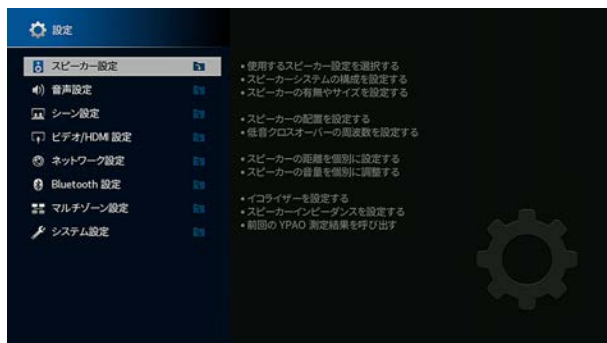 設定
スピーカー設定
音声設定
シーン設定
ビデオ/HDMI 設定
ネットワーク設定
Bluetooth 設定
マルチゾーン設定
システム設定
•使用するスピーカー設定を選択する
•スピーカーシステムの構成を設定する
•スピーカーの有無やサイズを設定する
•スピーカーの配置を設定する
•低音クロスオーバーの周波数を設定する
•スピーカーの距離を個別に設定する
•スピーカーの音量を個別に調整する
•イコライザーを設定する
•スピーカーインピーダンスを設定する
•前回の YPAO 測定結果を呼び出す